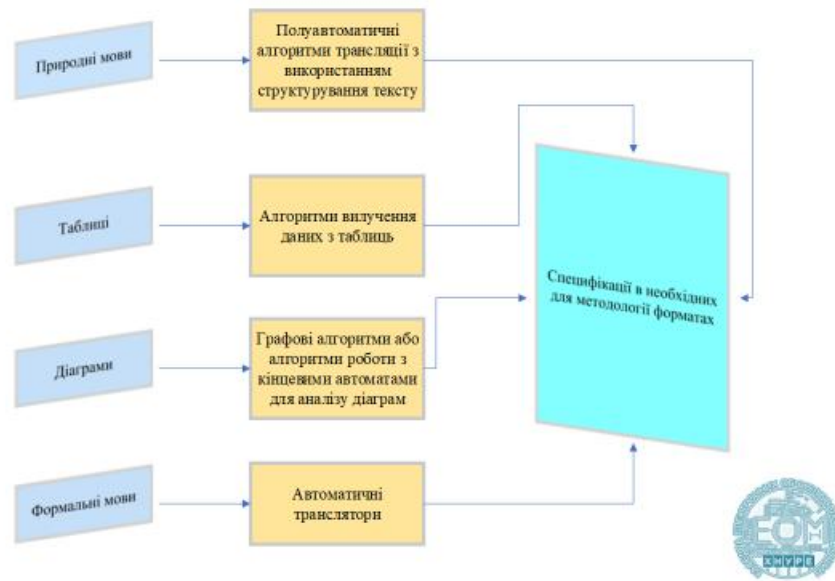 Природні мови
Полуавтоматичні
алгоритми трансляції з
використанням
структурування тексту
Таблиці
Алгоритми вилучення
даних з таблиць
Специфікації в необхідних
для методології форматах
Діаграми
Графові алгоритми або
алгоритми роботи з
кінцевими автоматами
для аналізу діаграм
Формальні мови
Автоматичні
транслятори
ЕОМ
ХНУРЕ